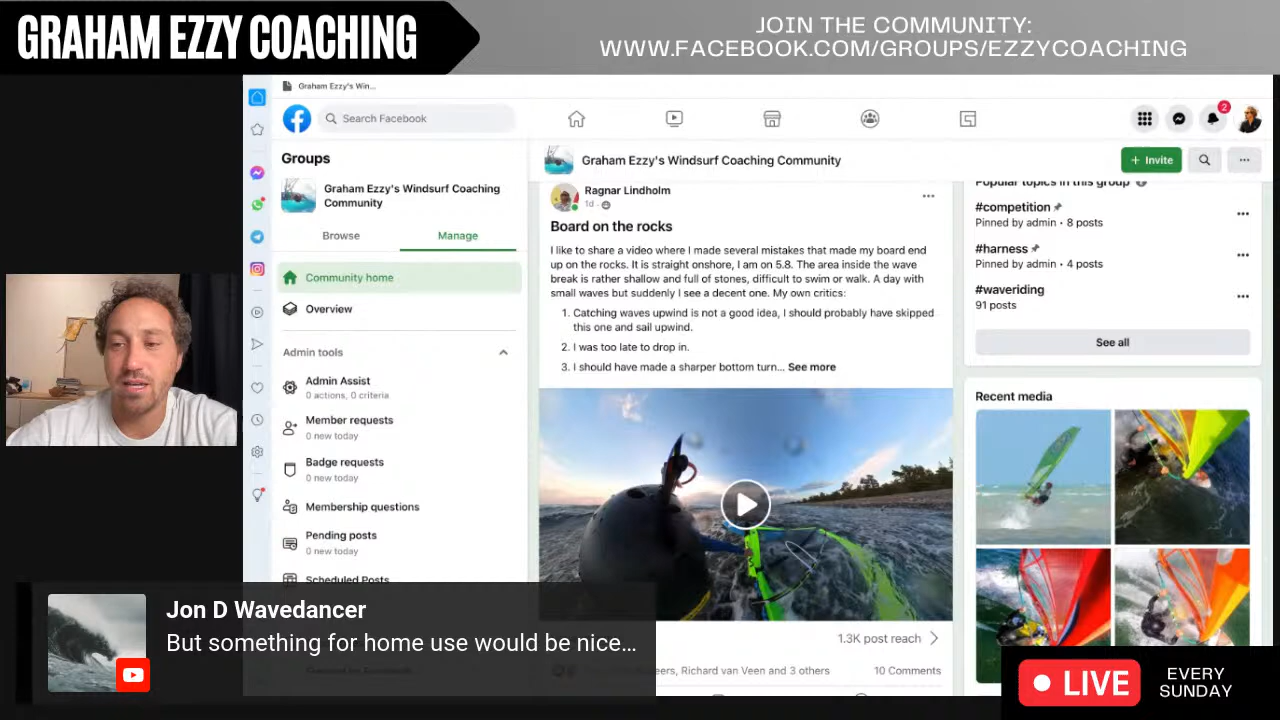 GRAHAM EZZY COACHING
JOIN THE COMMUNITY:
WWW.FACEBOOK.COM/GROUPS/EZZYCOACHING
Graham Ezzy's Win...
Search Facebook
2
Groups
Graham Ezzy's Windsurf Coaching
Community
Browse
Manage
Community home
Overview
Admin tools
Admin Assist
0 actions, 0 criteria
Member requests
0 new today
Badge requests
0 new today
Membership questions
Pending posts
0 new today
Scheduled Posts
Graham Ezzy's Windsurf Coaching Community
+ Invite
Ragnar Lindholm
1d
Board on the rocks
I like to share a video where I made several mistakes that made my board end
up on the rocks. It is straight onshore, I am on 5.8. The area inside the wave
break is rather shallow and full of stones, difficult to swim or walk. A day with
small waves but suddenly I see a decent one. My own critics:
1. Catching waves upwind is not a good idea, I should probably have skipped
this one and sail upwind.
2. I was too late to drop in.
3. I should have made a sharper bottom turn... See more
1.3K post reach
eers, Richard van Veen and 3 others
10 Comments
Popular topics in this group
#competition
Pinned by admin • 8 posts
#harness
Pinned by admin • 4 posts
#waveriding
91 posts
See all
Recent media
Jon D Wavedancer
But something for home use would be nice...
LIVE
EVERY
SUNDAY